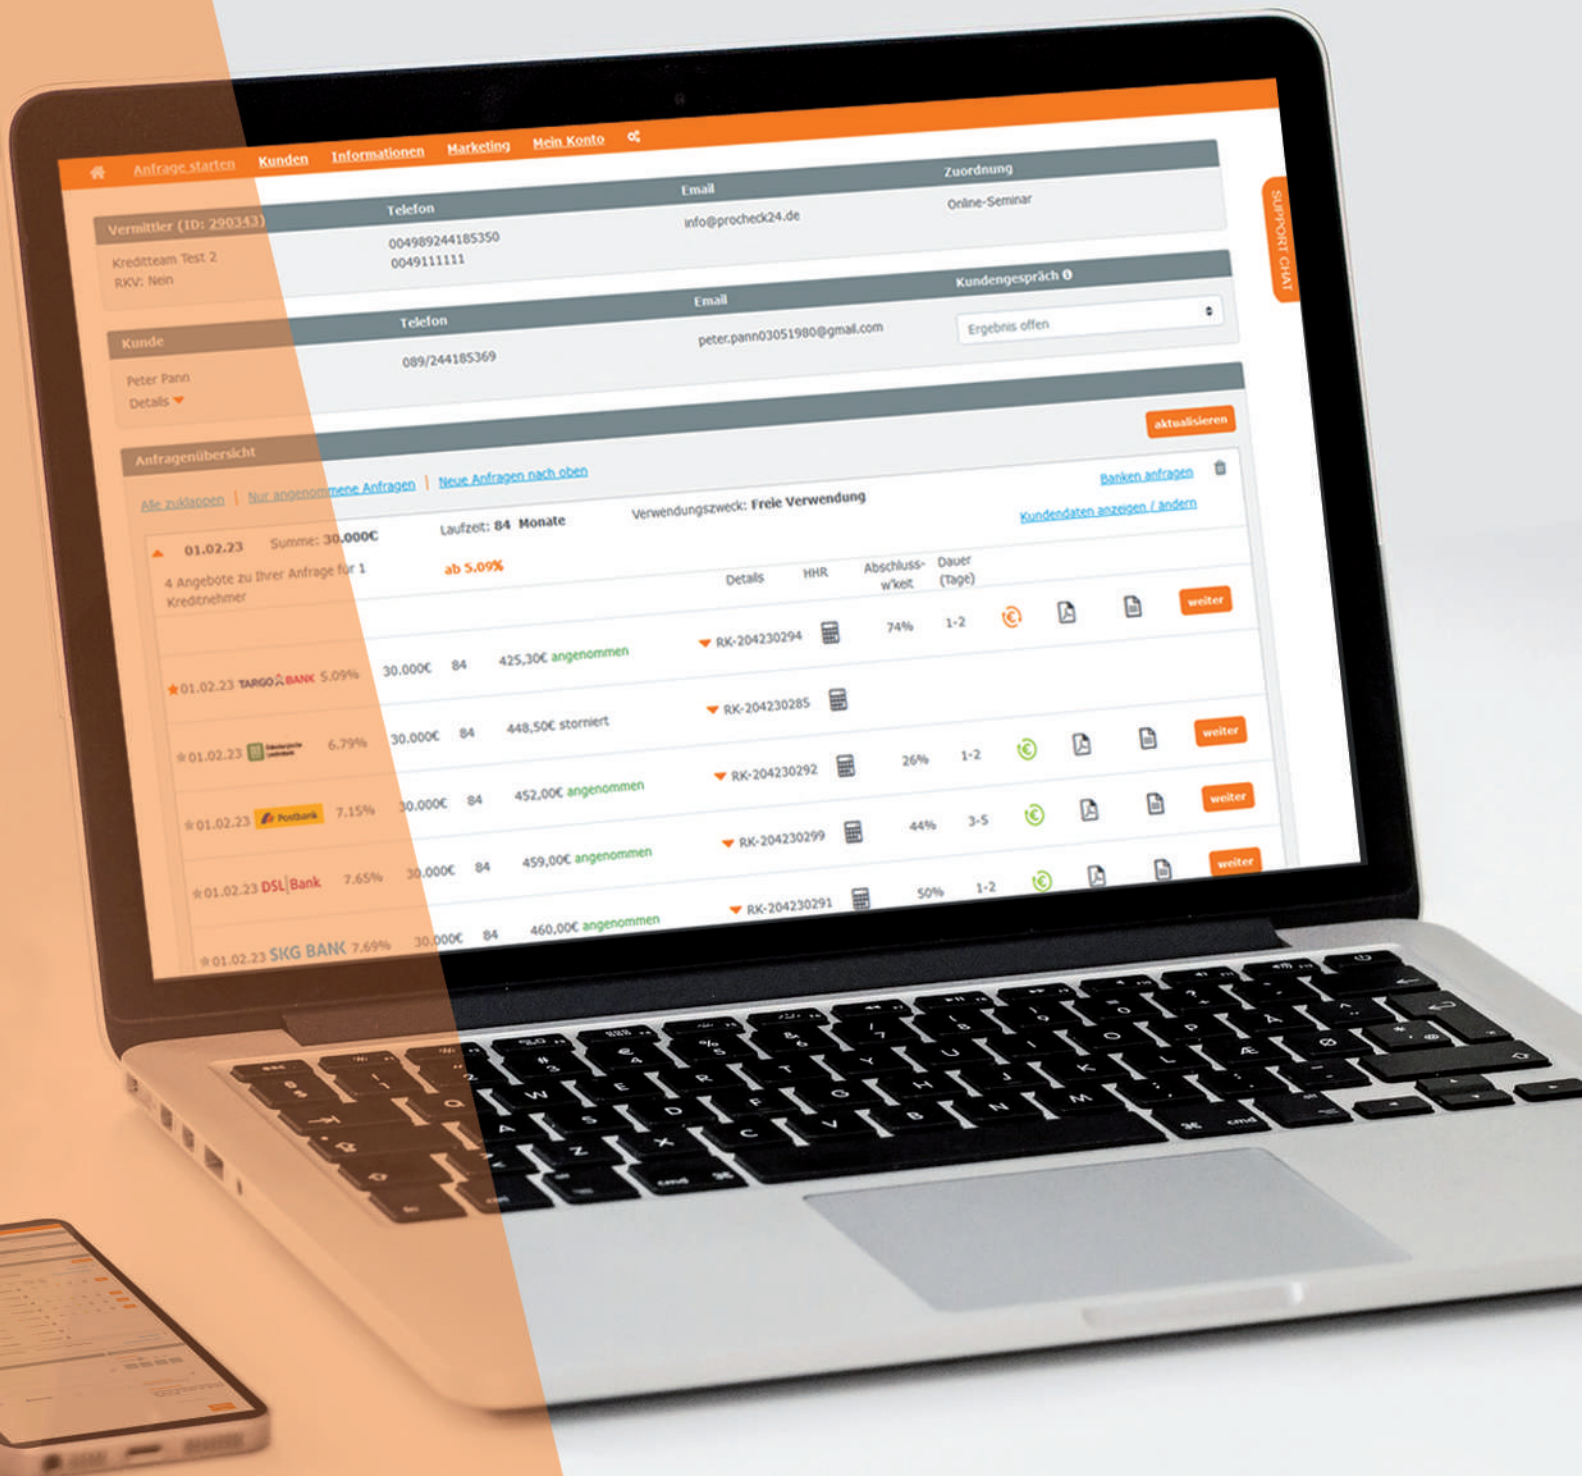 Anfrage starten Kunden Informationen Marketing Mein Konto
Vermittler (ID: 290343) Telefon Email Zuordnung
Kreditteam Test 2 004989244185350 info@procheck24.de Online-Seminar
RKV: Nein 0049111111
SUPPORT CHAT
Kunde Telefon Email Kundengespräch
Peter Pann 089/244185369 peter.pann03051980@gmail.com Ergebnis offen
Details
Anfragenübersicht
aktualisieren
Alle zuklappen | Nur angenommene Anfragen | Neue Anfragen nach oben
Banken anfragen
01.02.23 Summe: 30.000€ Laufzeit: 84 Monate Verwendungszweck: Freie Verwendung
Kundendaten anzeigen / ändern
4 Angebote zu Ihrer Anfrage für 1 ab 5.09%
Kreditnehmer
Details HHR Abschluss- Dauer
w'keit (Tage)
01.02.23 TARGO BANK 5.09% 30.000€ 84 425,30€ angenommen RK-204230294 74% 1-2 weiter
01.02.23 6.79% 30.000€ 84 448,50€ storniert RK-204230285
01.02.23 Postbank 7.15% 30.000€ 84 452,00€ angenommen RK-204230292 26% 1-2 weiter
01.02.23 DSL Bank 7.65% 30.000€ 84 459,00€ angenommen RK-204230299 44% 3-5 weiter
01.02.23 SKG BANK 7.69% 30.000€ 84 460,00€ angenommen RK-204230291 50% 1-2 weiter